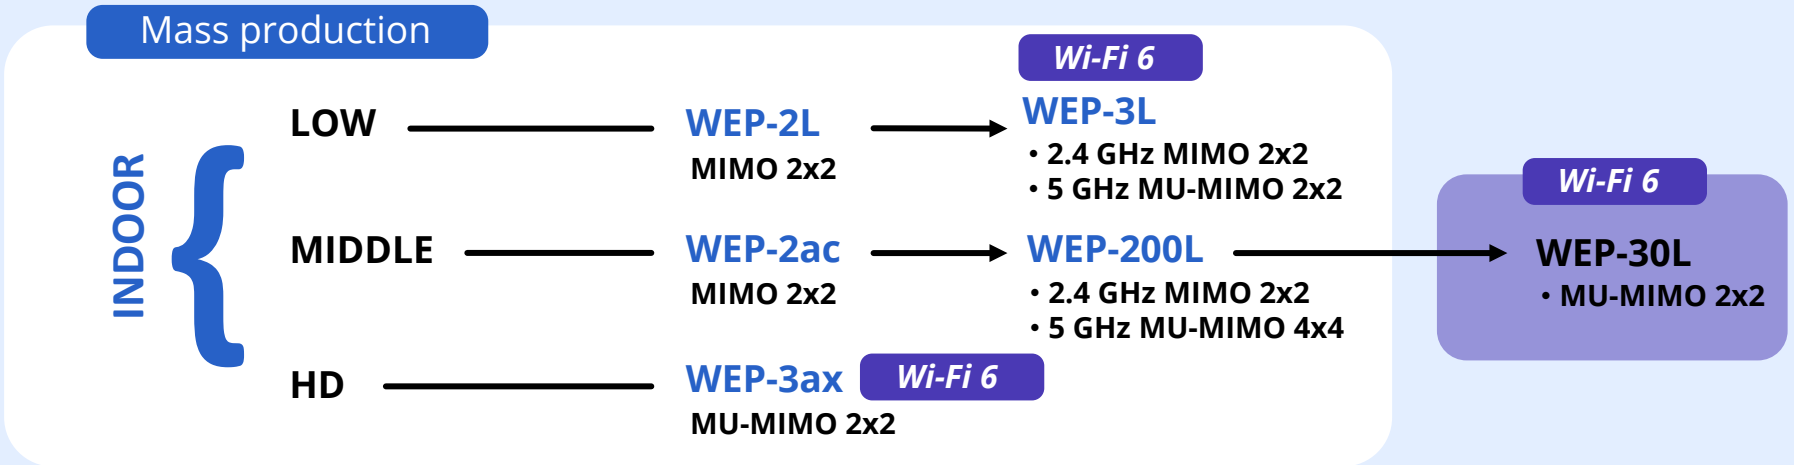 Mass production
INDOOR
LOW
WEP-2L
MIMO 2x2
Wi-Fi 6
WEP-3L
• 2.4 GHz MIMO 2x2
• 5 GHz MU-MIMO 2x2
MIDDLE
WEP-2ac
MIMO 2x2
WEP-200L
• 2.4 GHz MIMO 2x2
• 5 GHz MU-MIMO 4x4
Wi-Fi 6
WEP-30L
• MU-MIMO 2x2
HD
WEP-3ax
Wi-Fi 6
MU-MIMO 2x2